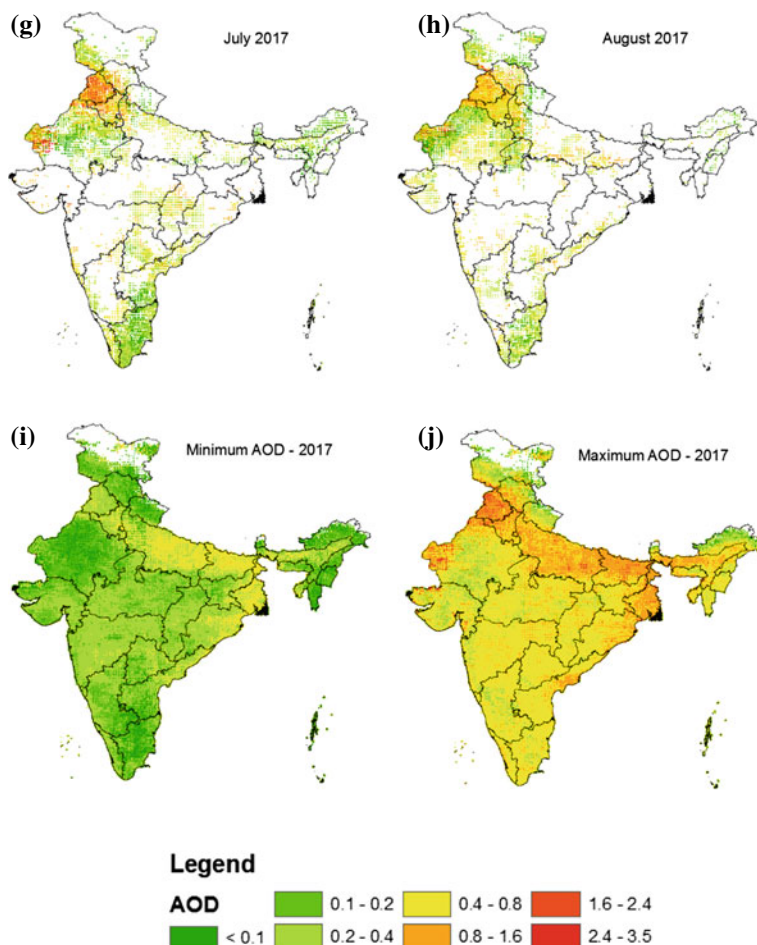 (g)
July 2017
(h)
August 2017
(i)
Minimum AOD - 2017
(j)
Maximum AOD - 2017
Legend
AOD
0.1 - 0.2
0.4 - 0.8
1.6 - 2.4
< 0.1
0.2 - 0.4
0.8 - 1.6
2.4 - 3.5